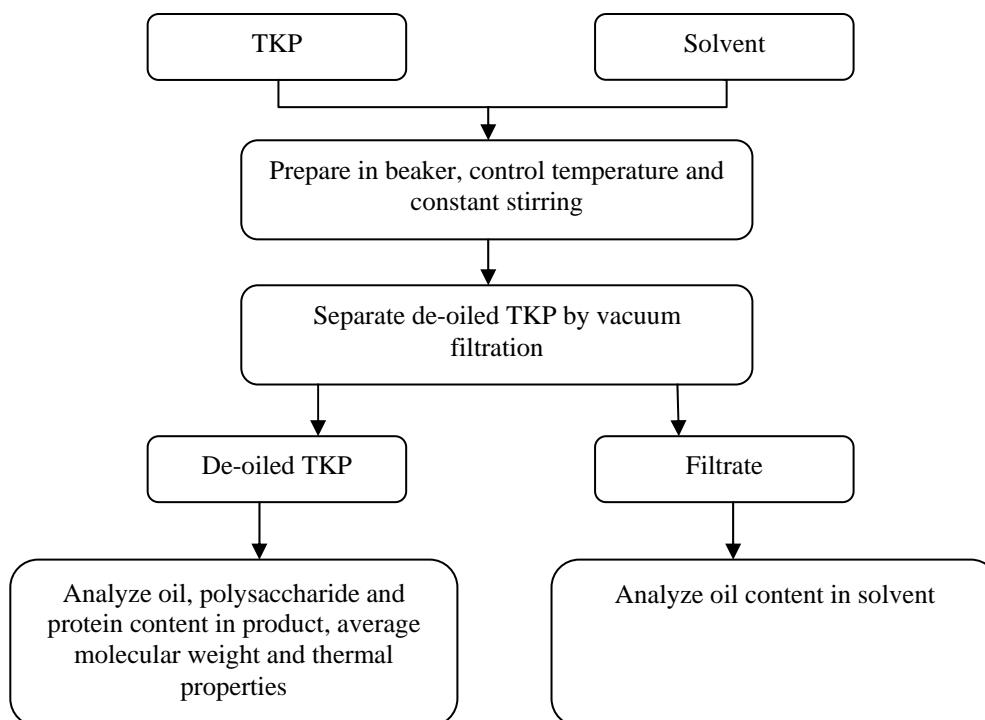 TKP
Solvent
Prepare in beaker, control temperature and
constant stirring
Separate de-oiled TKP by vacuum
filtration
De-oiled TKP
Filtrate
Analyze oil, polysaccharide and
protein content in product, average
molecular weight and thermal
properties
Analyze oil content in solvent